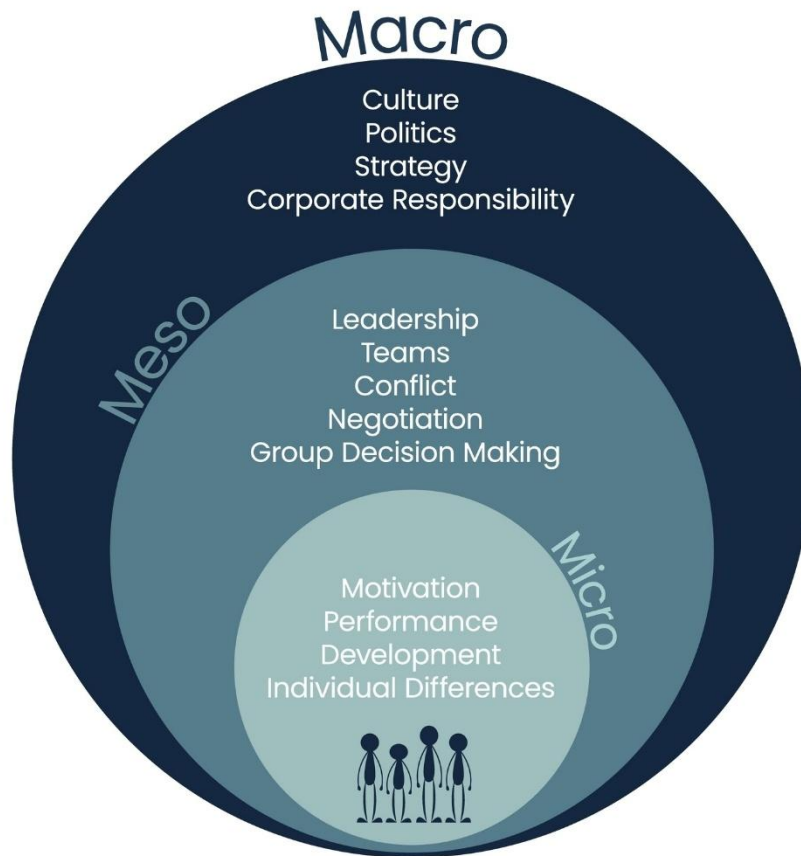 Macro
Culture
Politics
Strategy
Corporate Responsibility
Meso
Leadership
Teams
Conflict
Negotiation
Group Decision Making
Micro
Motivation
Performance
Development
Individual Differences